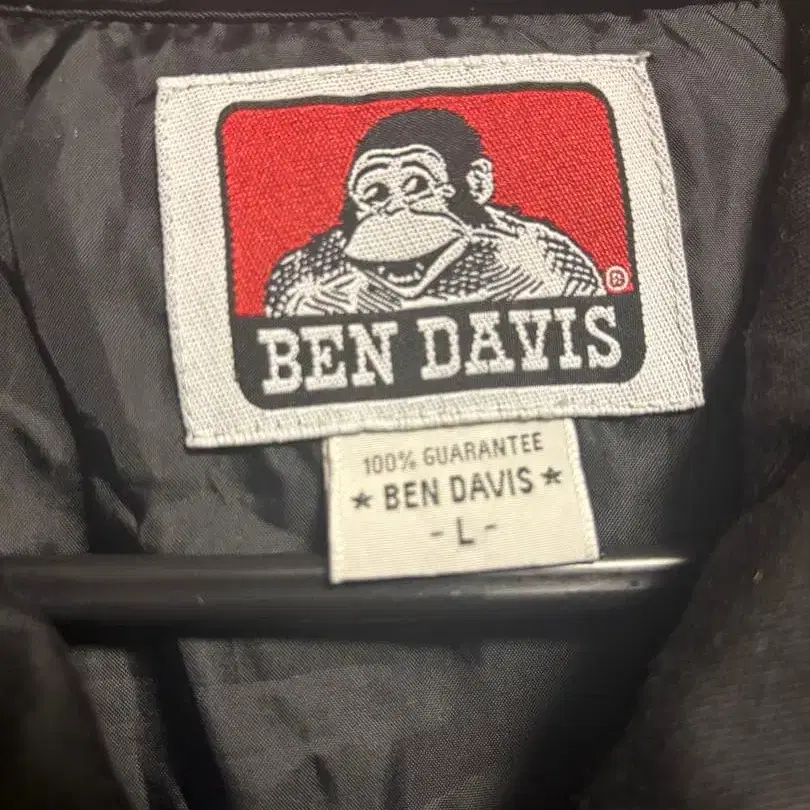 ®
BEN DAVIS
100% GUARANTEE
★ BEN DAVIS ★
- L -